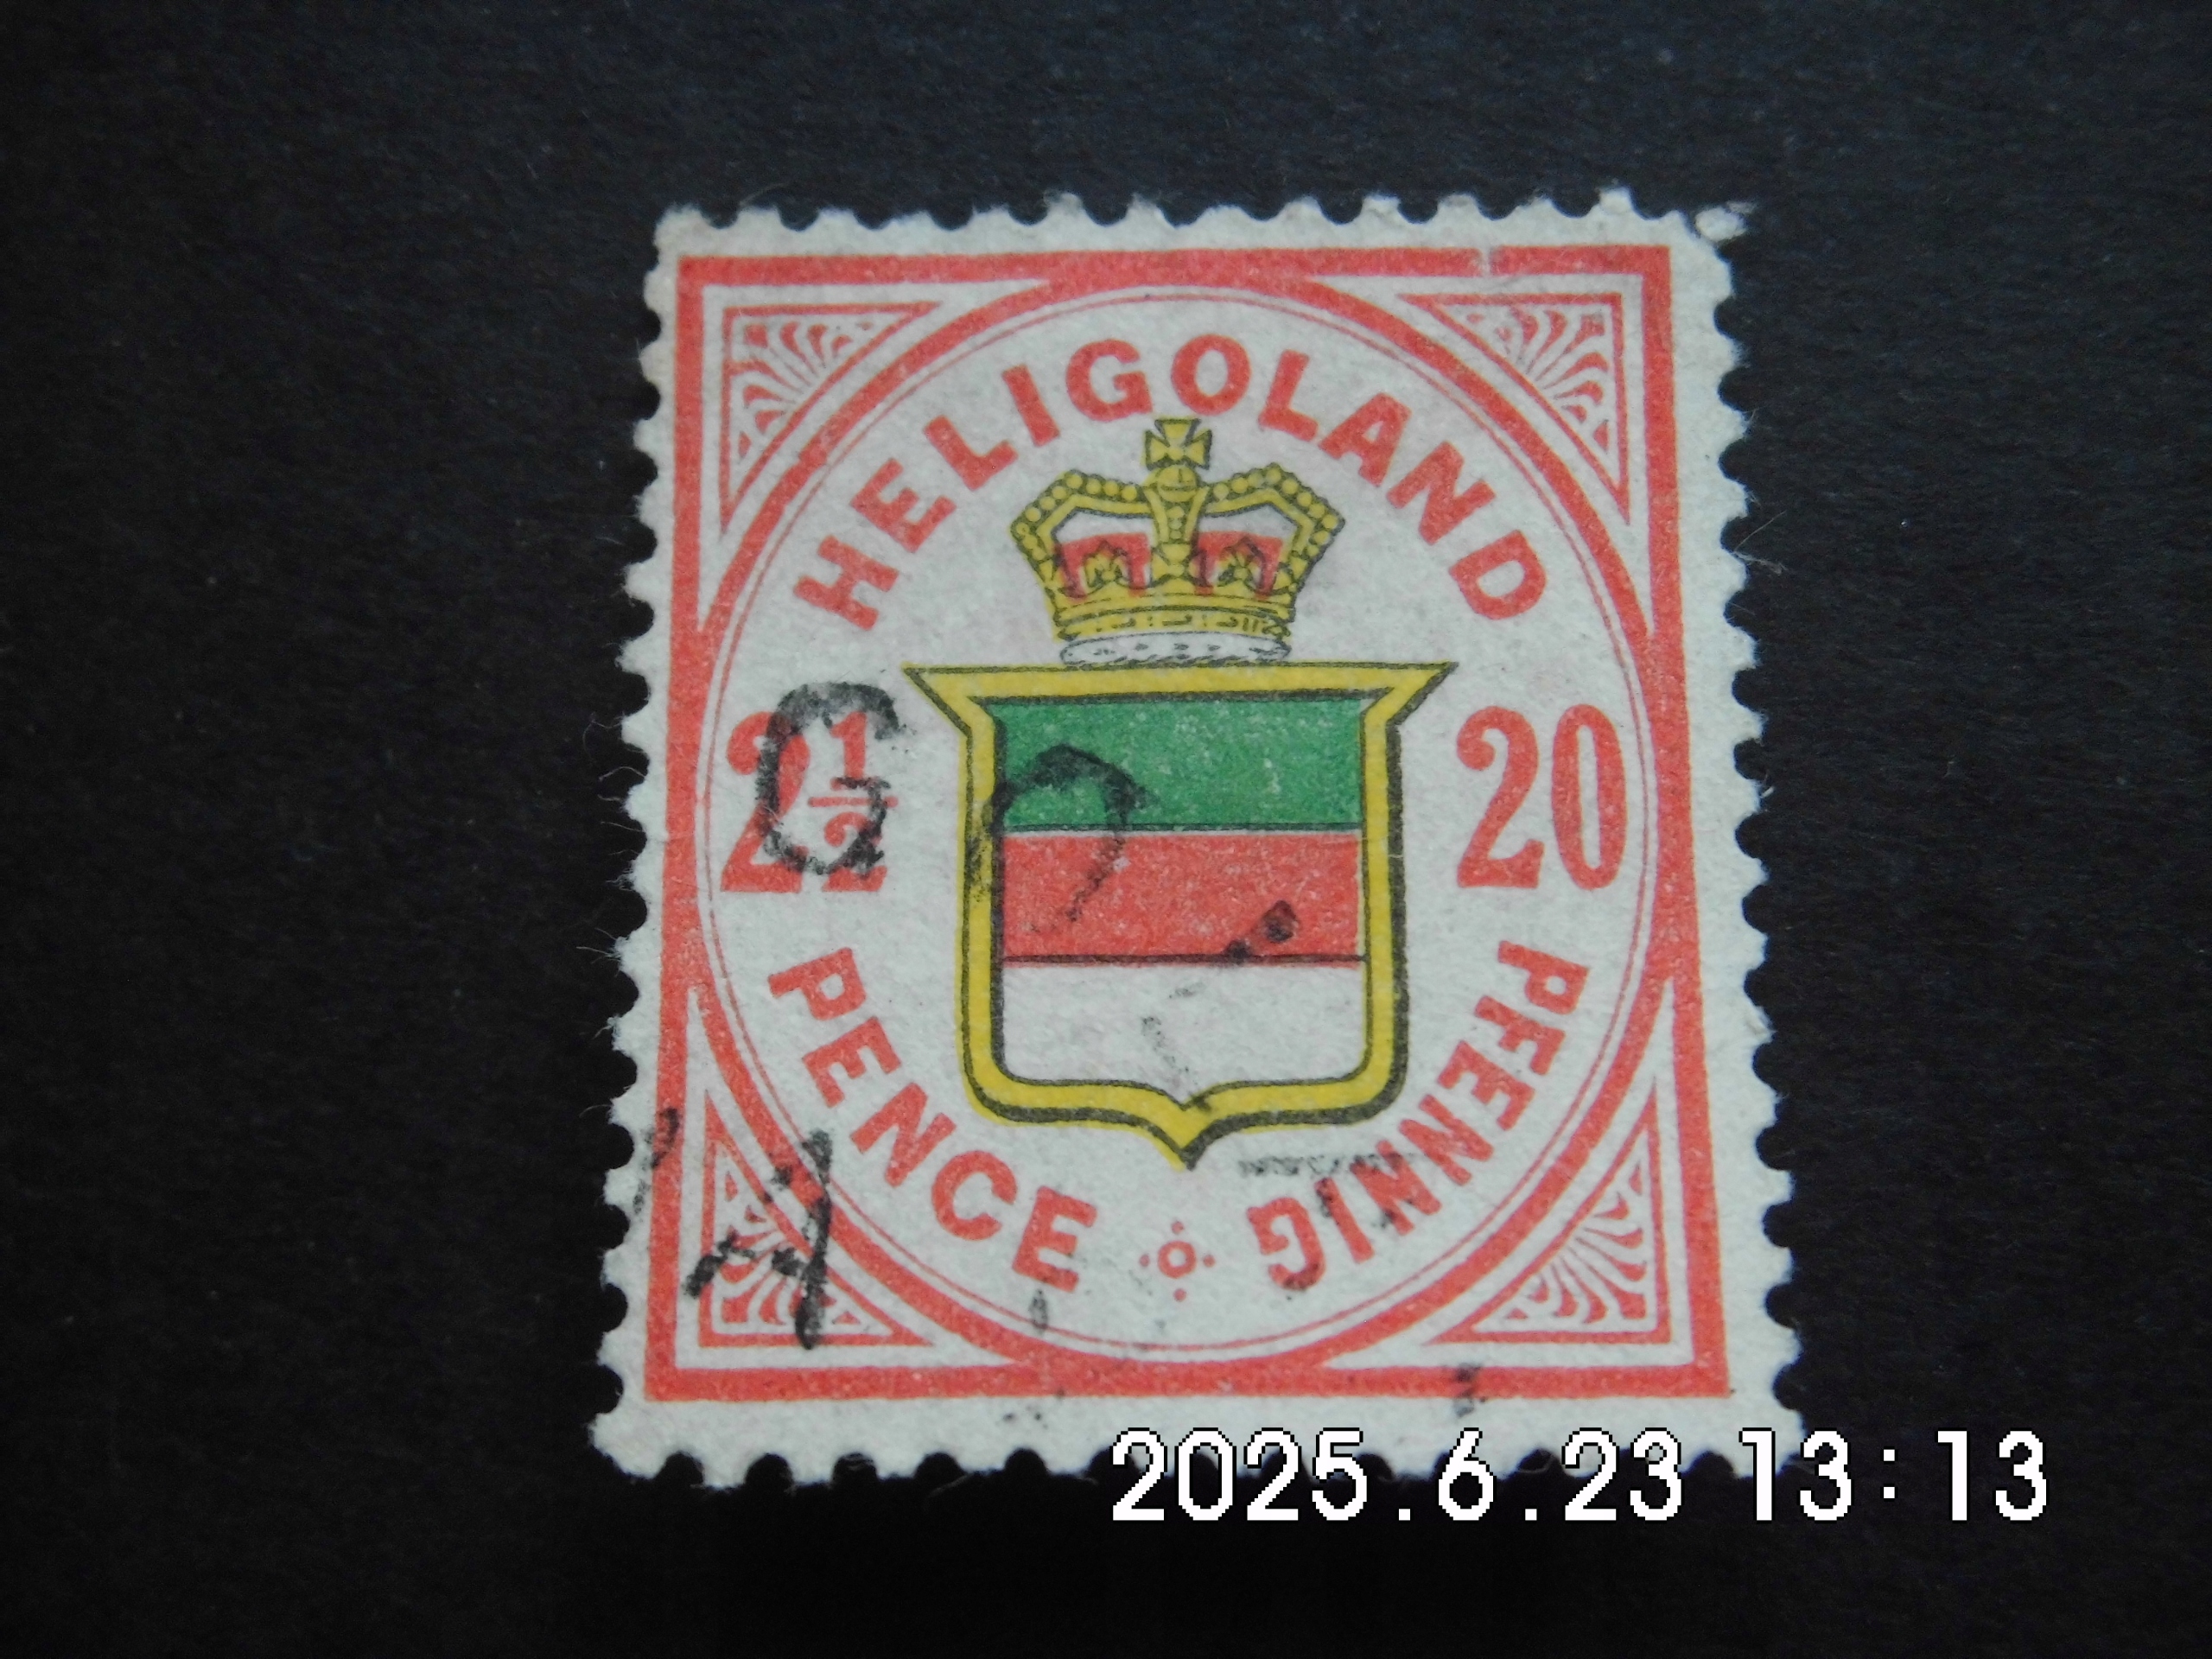 HELIGOLAND
2½ 20
PENCE PFENNIG
2025.6.23 13:13